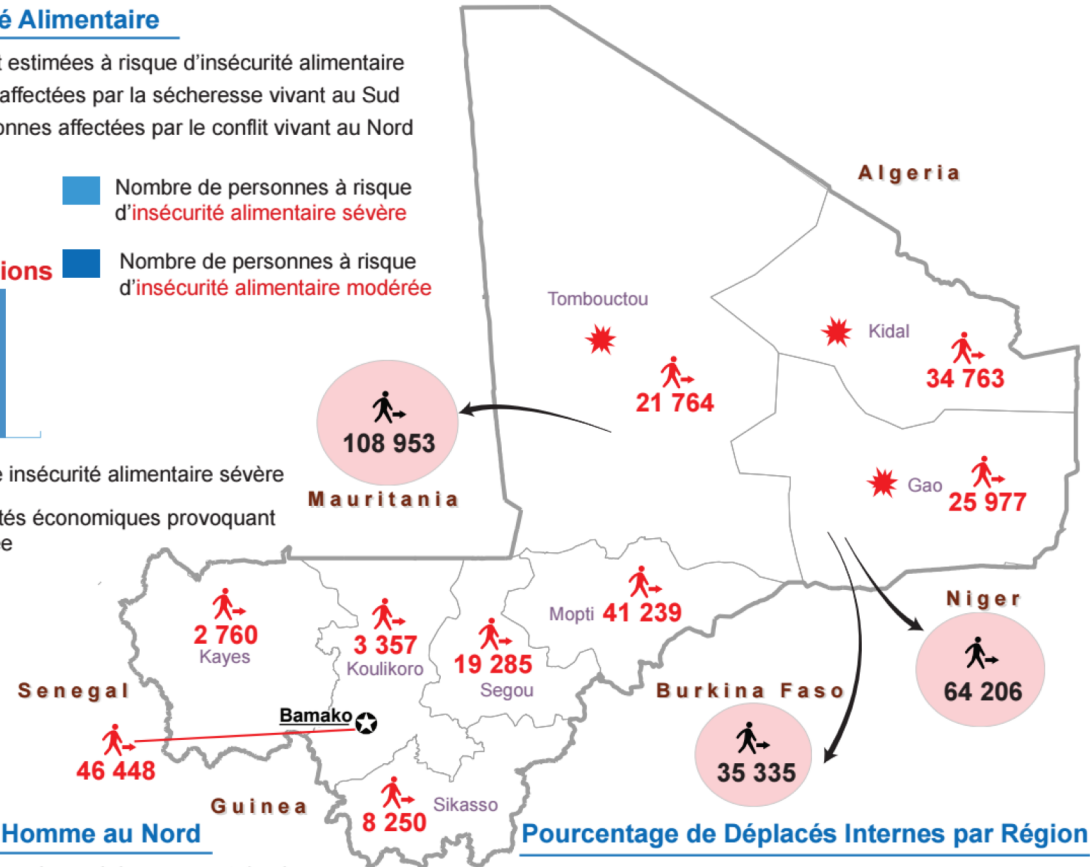 é Alimentaire
t estimées à risque d'insécurité alimentaire
affectées par la sécheresse vivant au Sud
onnes affectées par le conflit vivant au Nord
Nombre de personnes à risque
d'insécurité alimentaire sévère
ions
Nombre de personnes à risque
d'insécurité alimentaire modérée
Algeria
Tombouctou
Kidal
34 763
21 764
108 953
Mauritania
Gao
25 977
e insécurité alimentaire sévère
tés économiques provoquant
ée
Niger
64 206
Mopti 41 239
2 760
Kayes
3 357
Koulikoro
19 285
Segou
Senegal
46 448
Bamako
Burkina Faso
35 335
Guinea
8 250
Sikasso
Homme au Nord
Pourcentage de Déplacés Internes par Région